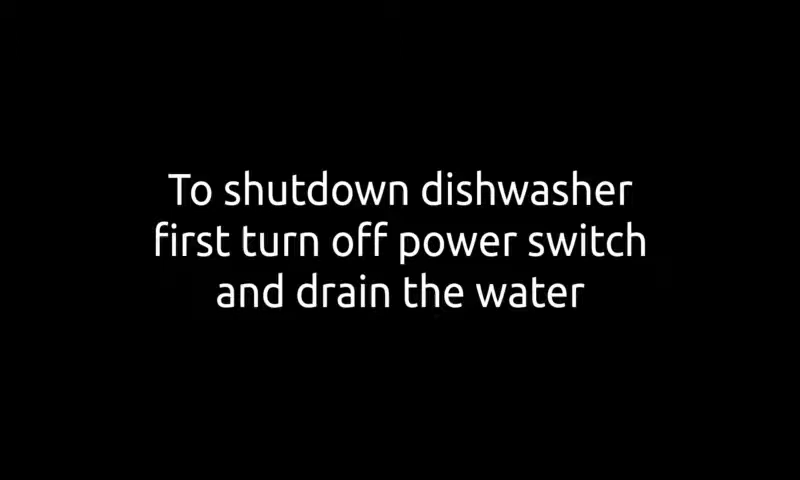 To shutdown dishwasher
first turn off power switch
and drain the water